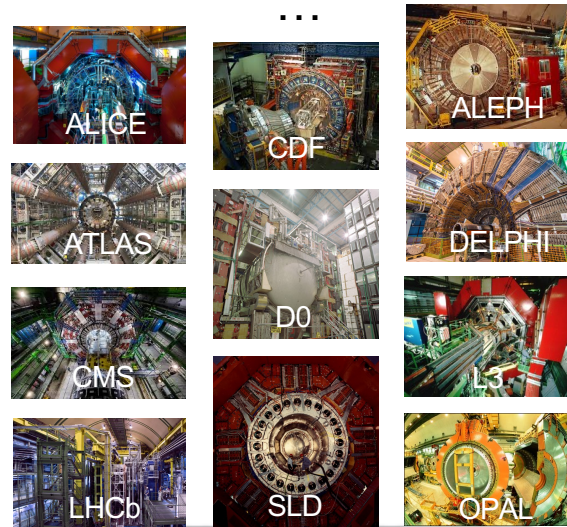 ...
ALICE
CDF
ALEPH
ATLAS
D0
DELPHI
CMS
L3
LHCb
SLD
OPAL